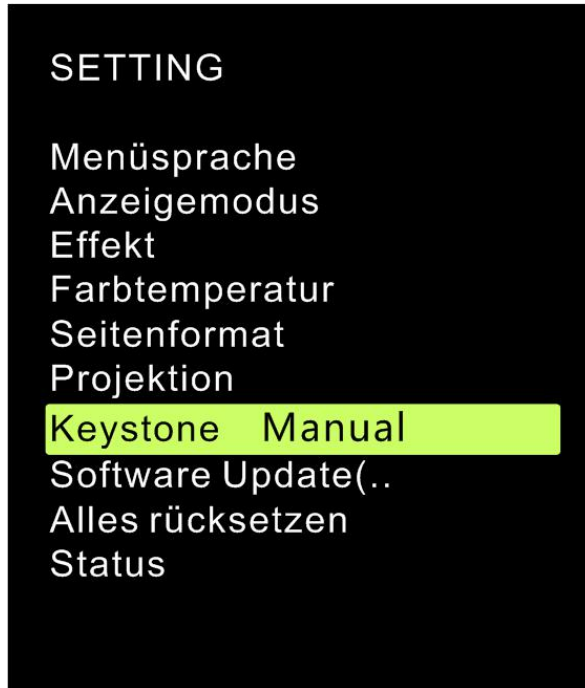 SETTING
Menüsprache
Anzeigemodus
Effekt
Farbtemperatur
Seitenformat
Projektion
Keystone Manual
Software Update(..
Alles rücksetzen
Status